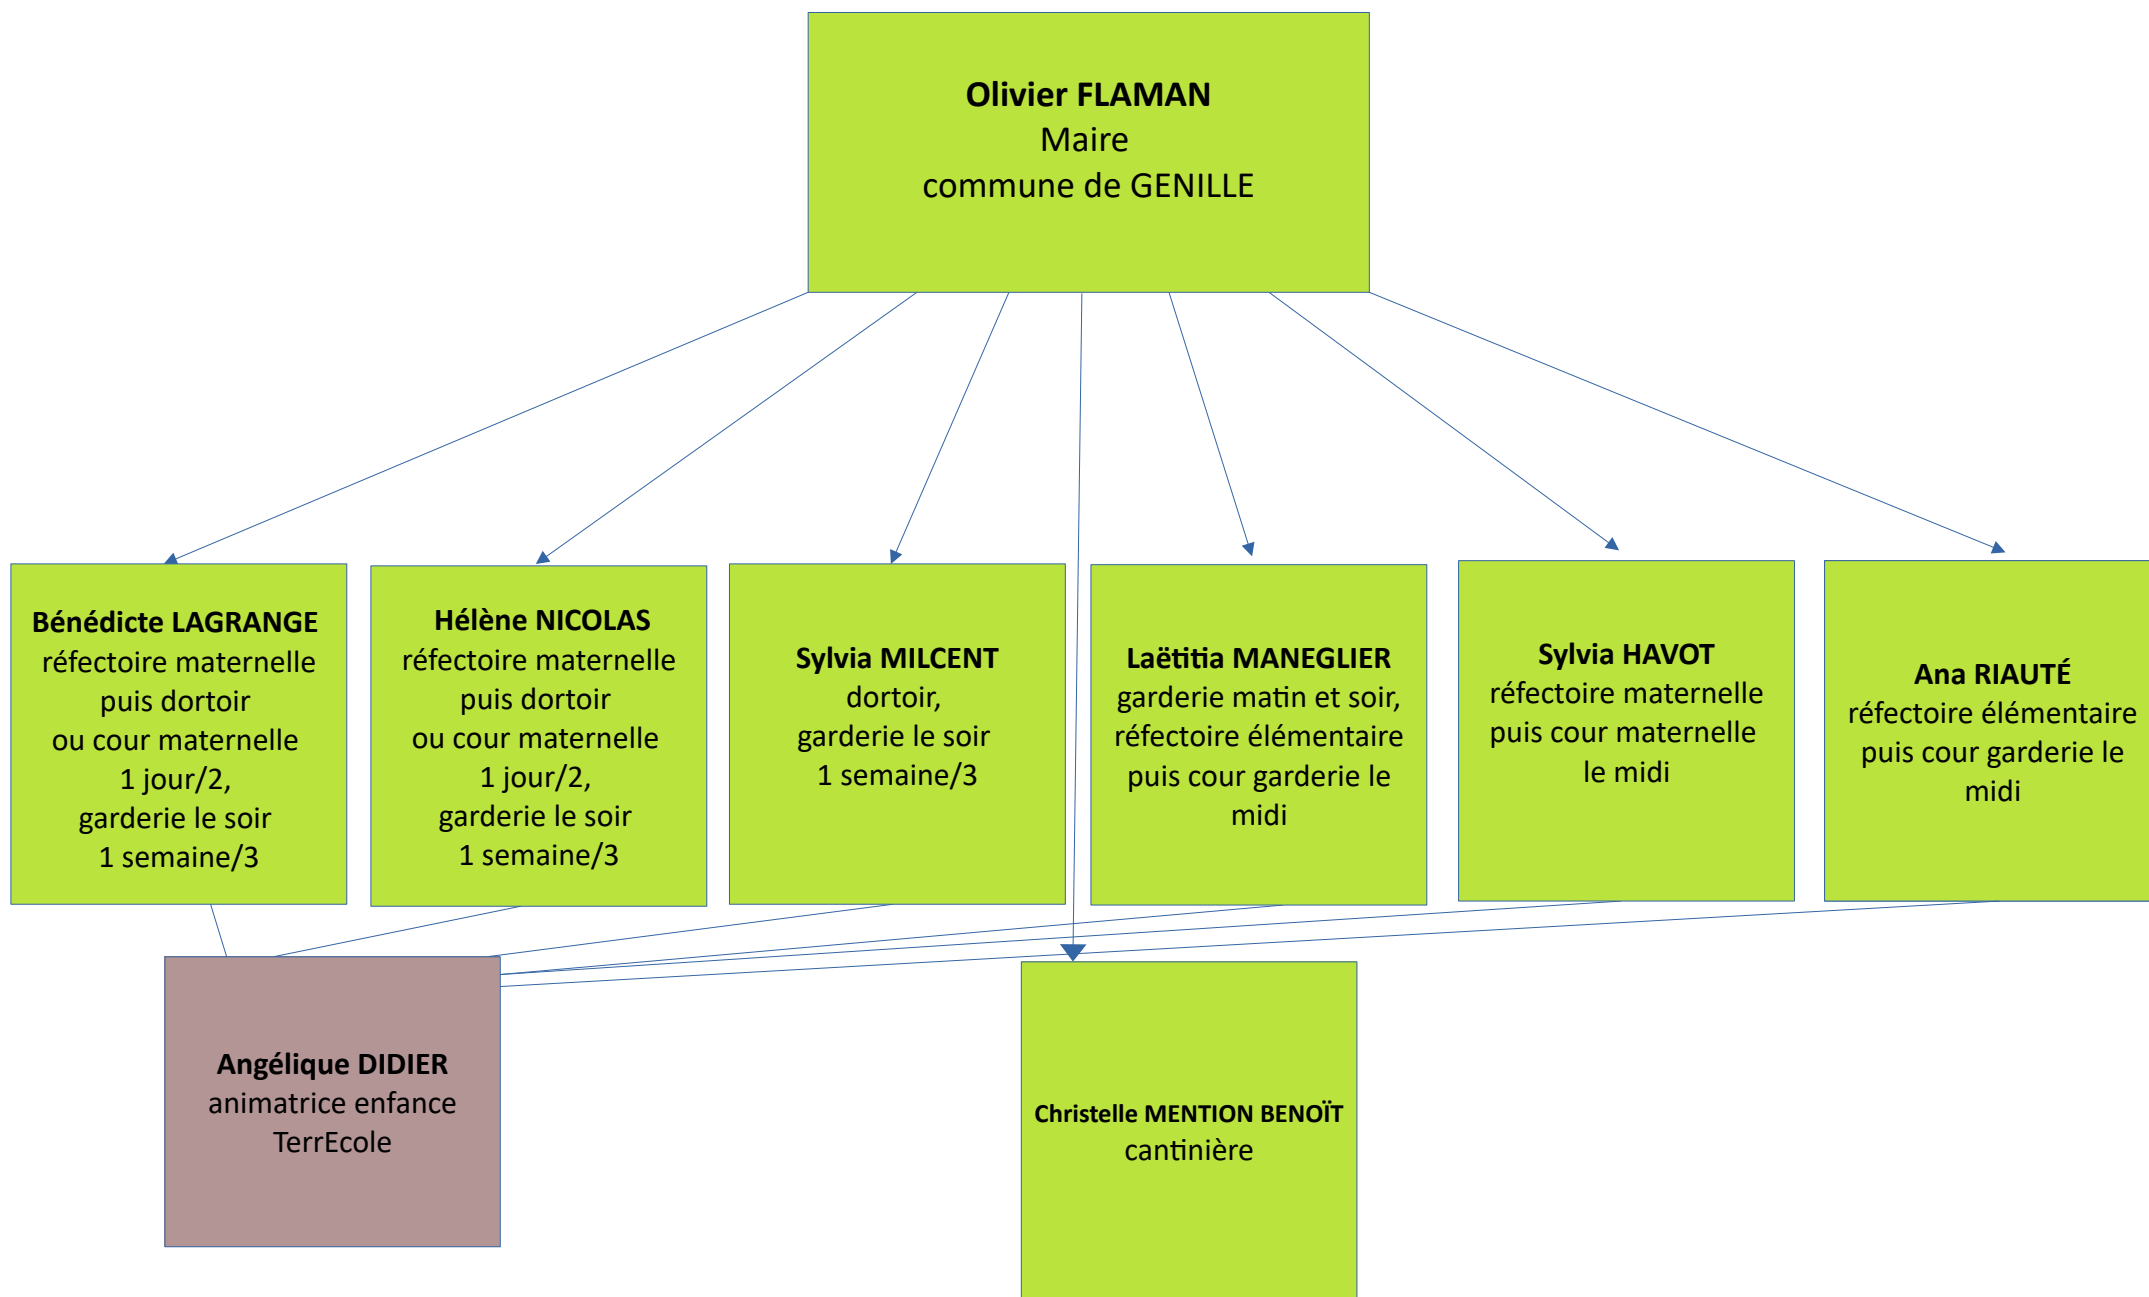 Olivier FLAMAN
Maire
commune de GENILLE
Bénédicte LAGRANGE
réfectoire maternelle
puis dortoir
ou cour maternelle
1 jour/2,
garderie le soir
1 semaine/3
Hélène NICOLAS
réfectoire maternelle
puis dortoir
ou cour maternelle
1 jour/2,
garderie le soir
1 semaine/3
Sylvia MILCENT
dortoir,
garderie le soir
1 semaine/3
Laëtitia MANEGLIER
garderie matin et soir,
réfectoire élémentaire
puis cour garderie le
midi
Sylvia HAVOT
réfectoire maternelle
puis cour maternelle
le midi
Ana RIAUTÉ
réfectoire élémentaire
puis cour garderie le
midi
Angélique DIDIER
animatrice enfance
TerrEcole
Christelle MENTION BENOÏT
cantinière